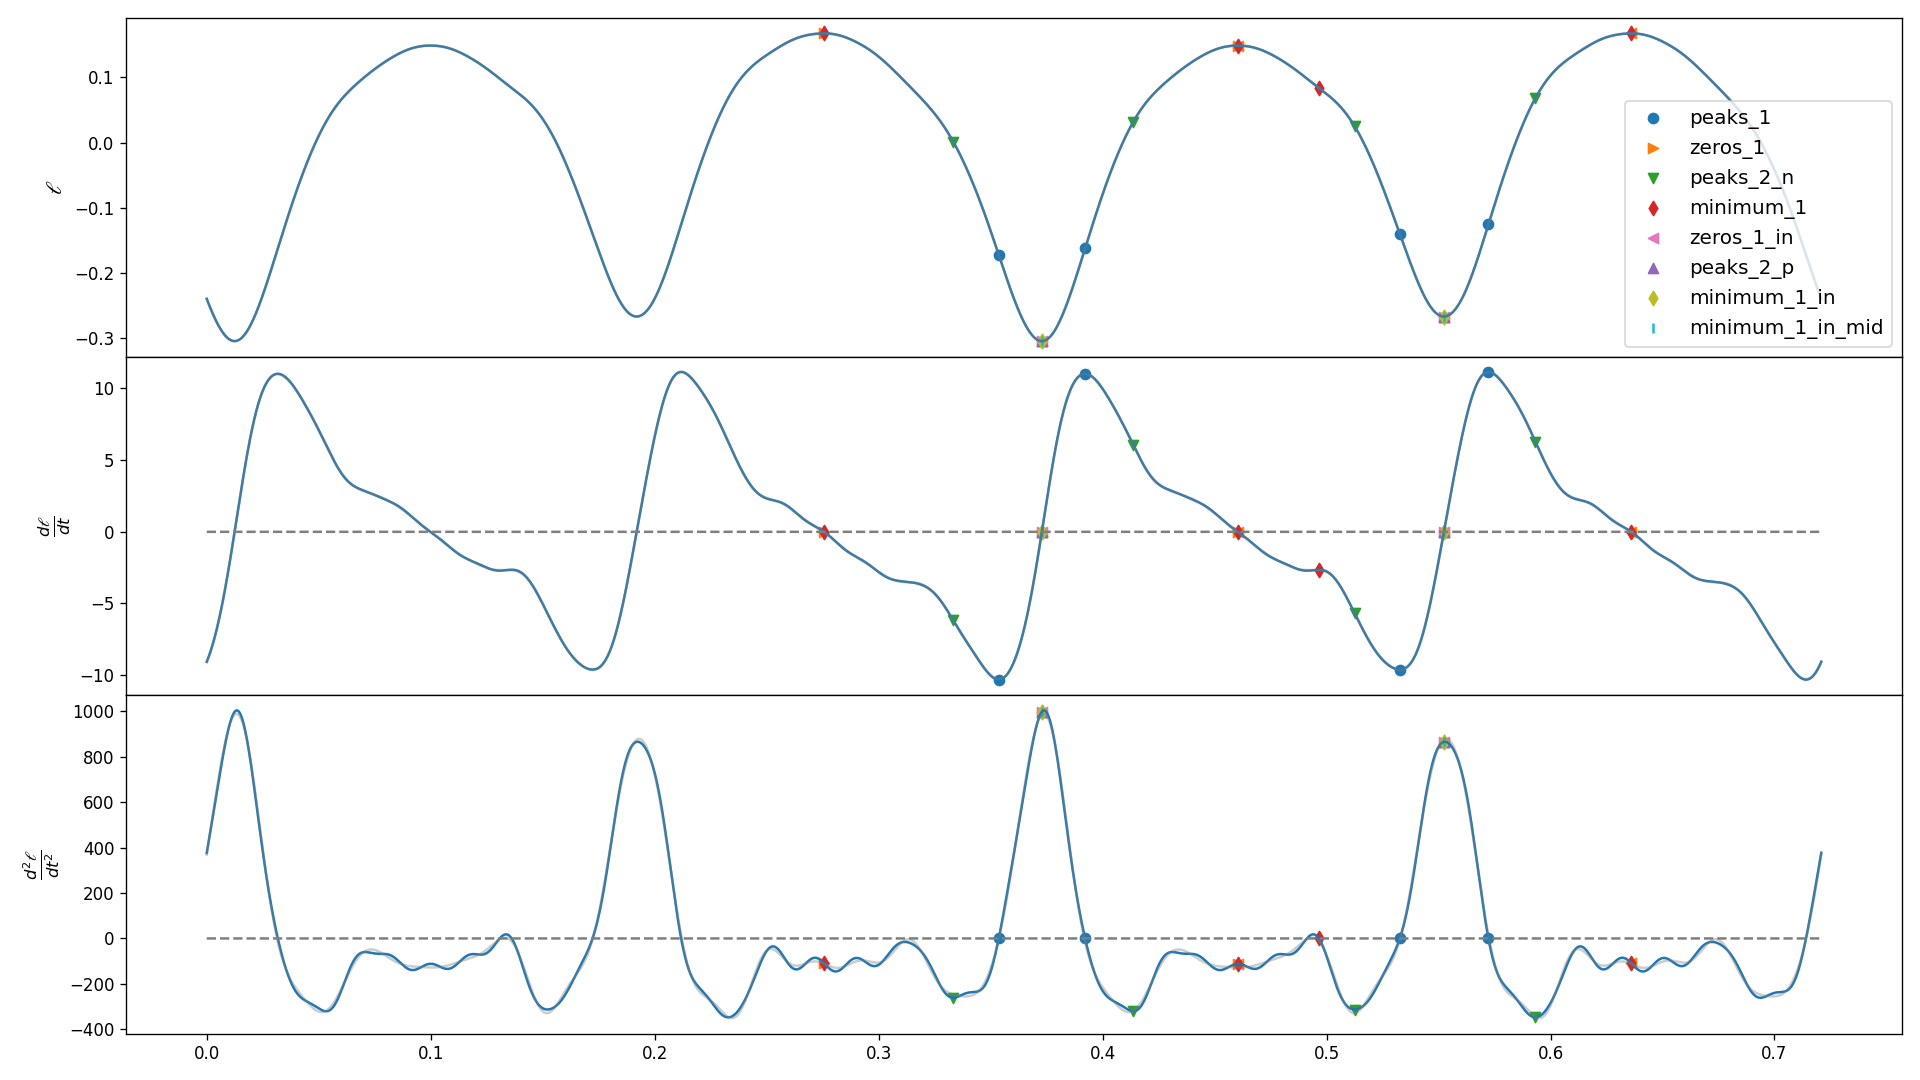 ℓ
0.1
0.0
−0.1
−0.2
−0.3
peaks_1
zeros_1
peaks_2_n
minimum_1
zeros_1_in
peaks_2_p
minimum_1_in
minimum_1_in_mid
dℓ
dt
10
5
0
−5
−10
d²ℓ
dt²
1000
800
600
400
200
0
−200
−400
0.0 0.1 0.2 0.3 0.4 0.5 0.6 0.7